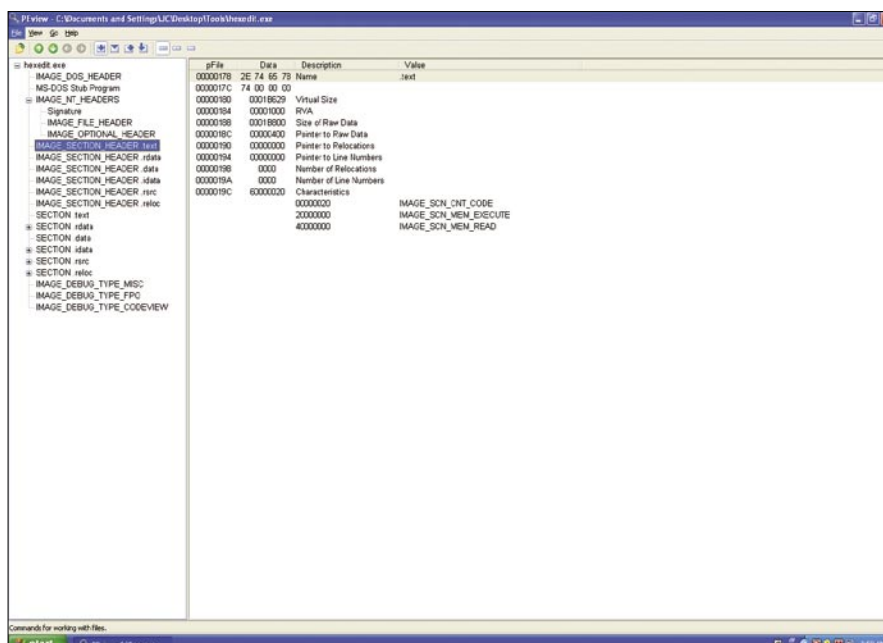 PEview - C:\Documents and Settings\JC\Desktop\Tools\hexedit.exe
File View Go Help
hexedit.exe
IMAGE_DOS_HEADER
MS-DOS Stub Program
IMAGE_NT_HEADERS
Signature
IMAGE_FILE_HEADER
IMAGE_OPTIONAL_HEADER
IMAGE_SECTION_HEADER .text
IMAGE_SECTION_HEADER .rdata
IMAGE_SECTION_HEADER .data
IMAGE_SECTION_HEADER .idata
IMAGE_SECTION_HEADER .rsrc
IMAGE_SECTION_HEADER .reloc
SECTION .text
SECTION .rdata
SECTION .data
SECTION .idata
SECTION .rsrc
SECTION .reloc
IMAGE_DEBUG_TYPE_MISC
IMAGE_DEBUG_TYPE_FPO
IMAGE_DEBUG_TYPE_CODEVIEW
pFile Data Description Value
00000178 2E 74 65 78 Name .text
0000017C 74 00 00 00
00000180 0001B629 Virtual Size
00000184 00001000 RVA
00000188 0001B800 Size of Raw Data
0000018C 00000400 Pointer to Raw Data
00000190 00000000 Pointer to Relocations
00000194 00000000 Pointer to Line Numbers
00000198 0000 Number of Relocations
0000019A 0000 Number of Line Numbers
0000019C 60000020 Characteristics
00000020 IMAGE_SCN_CNT_CODE
20000000 IMAGE_SCN_MEM_EXECUTE
40000000 IMAGE_SCN_MEM_READ
Commands for working with files.
start